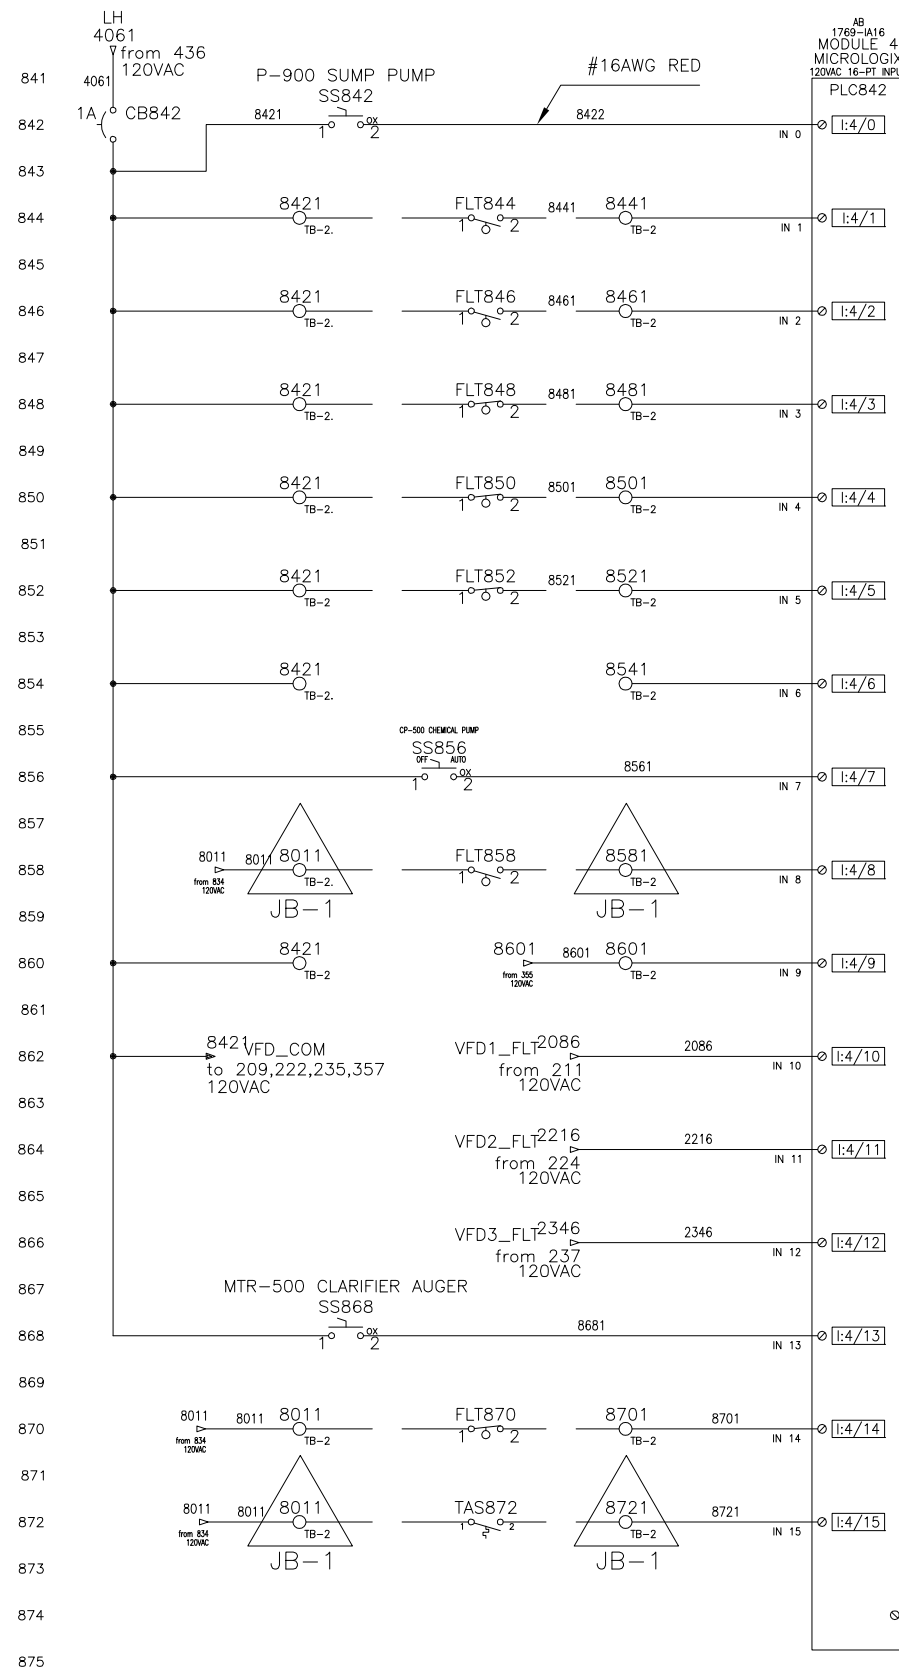 LH
4061
from 436
120VAC
AB
1769-IA16
MODULE 4
MICROLOGIX
120VAC 16-PT INPU
PLC842
841
4061
P-900 SUMP PUMP
#16AWG RED
SS842
1A CB842
8421
OX
8422
842
1 2
IN 0
I:4/0
843
8421
FLT844
8441
8441
844
TB-2.
1 2
TB-2
IN 1
I:4/1
845
8421
FLT846
8461
8461
846
TB-2.
1 2
TB-2
IN 2
I:4/2
847
8421
FLT848
8481
8481
848
TB-2.
1 2
TB-2
IN 3
I:4/3
849
8421
FLT850
8501
8501
850
TB-2.
1 2
TB-2
IN 4
I:4/4
851
8421
FLT852
8521
8521
852
TB-2
1 2
TB-2
IN 5
I:4/5
853
8421
8541
854
TB-2.
TB-2
IN 6
I:4/6
855
CP-500 CHEMICAL PUMP
SS856
OFF AUTO
OX
8561
856
1 2
IN 7
I:4/7
857
8011
8011
8011
FLT858
8581
858
from 834
120VAC
TB-2.
1 2
TB-2
IN 8
I:4/8
JB-1
JB-1
859
8421
8601
8601
8601
860
TB-2
from 355
120VAC
TB-2
IN 9
I:4/9
861
8421
VFD_COM
to 209,222,235,357
120VAC
VFD1_FLT
2086
from 211
120VAC
2086
862
IN 10
I:4/10
863
VFD2_FLT
2216
from 224
120VAC
2216
864
IN 11
I:4/11
865
VFD3_FLT
2346
from 237
120VAC
2346
866
IN 12
I:4/12
867
MTR-500 CLARIFIER AUGER
SS868
OX
8681
868
1 2
IN 13
I:4/13
869
8011
8011
8011
FLT870
8701
8701
870
from 834
120VAC
TB-2
1 2
TB-2
IN 14
I:4/14
871
8011
8011
8011
TAS872
8721
8721
872
from 834
120VAC
TB-2
1 2
TB-2
IN 15
I:4/15
JB-1
JB-1
873
874
875